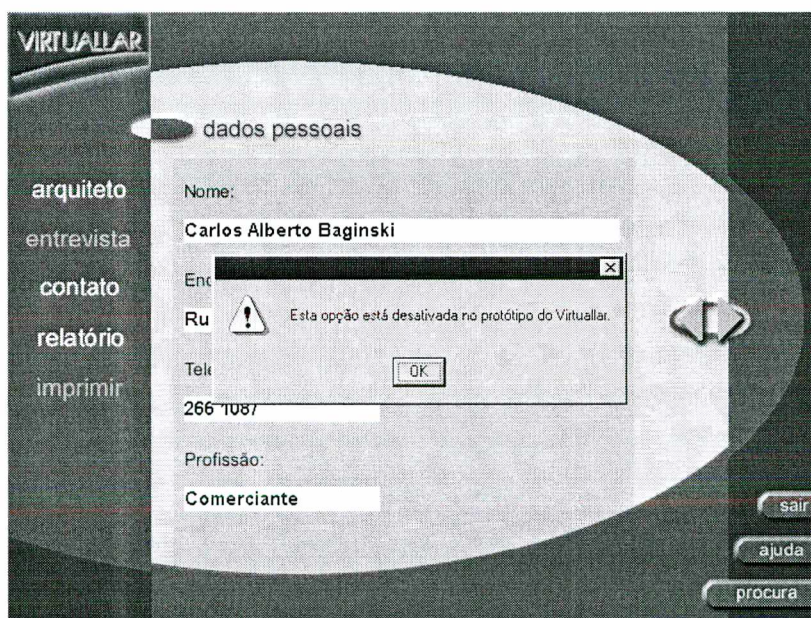 VIRTUALLAR
dados pessoais
arquiteto
entrevista
contato
relatório
imprimir
Nome:
Carlos Alberto Baginski
End
Ru
Esta opção está desativada no protótipo do Virtuallar.
OK
Tele
266 1087
Profissão:
Comerciante
sair
ajuda
procura